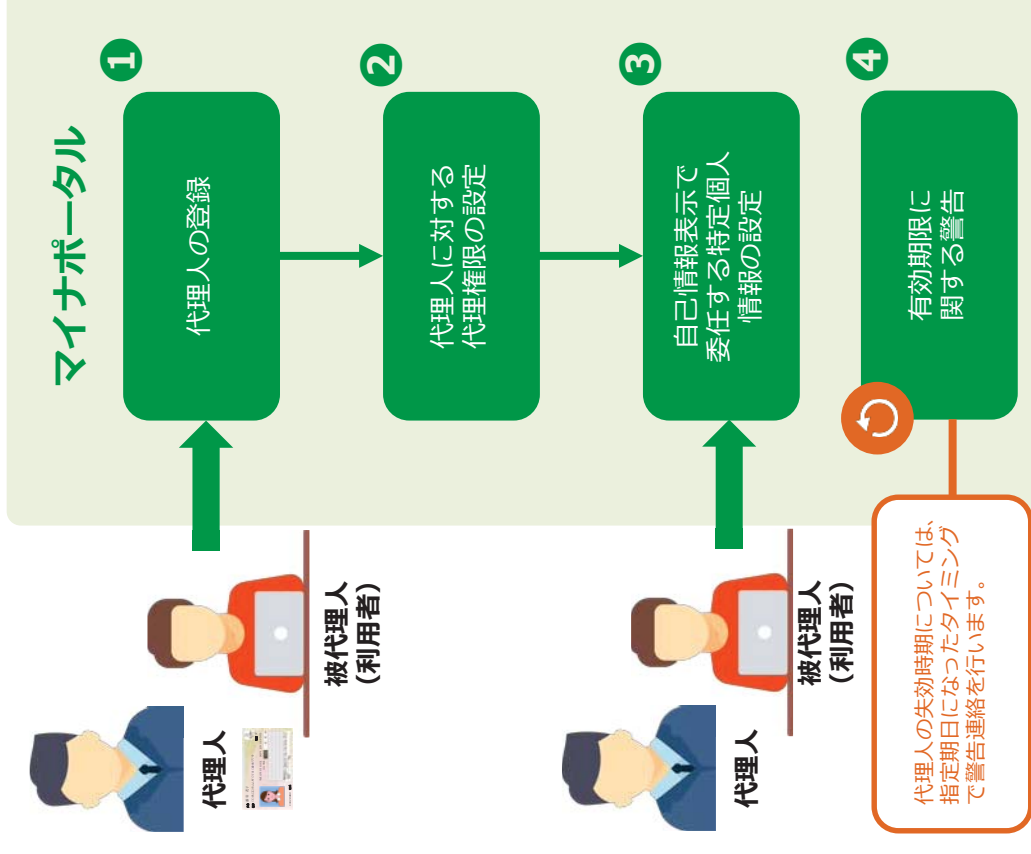 マイナポータル
1
代理人の登録
2
代理人に対する
代理権限の設定
3
自己情報表示で
委任する特定個人
情報の設定
4
有効期限に
関する警告
代理人
被代理人
（利用者）
代理人
被代理人
（利用者）
代理人の失効時期については、
指定期日になったタイミング
で警告連絡を行います。